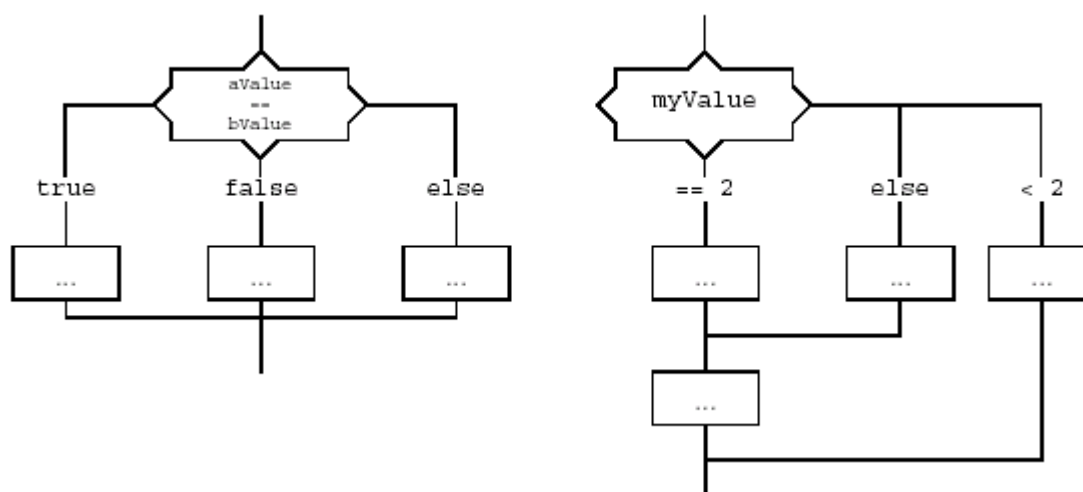 aValue
==
bValue
true
false
else
...
...
...
myValue
== 2
else
< 2
...
...
...
...